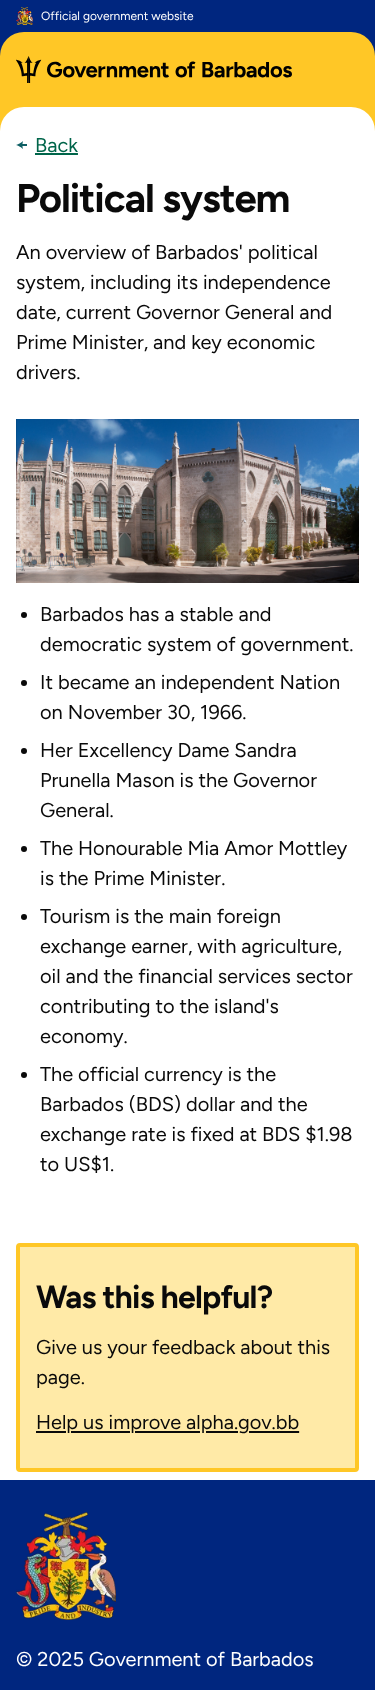 Official government website
Government of Barbados
Back
Political system
An overview of Barbados' political
system, including its independence
date, current Governor General and
Prime Minister, and key economic
drivers.
Barbados has a stable and
democratic system of government.
It became an independent Nation
on November 30, 1966.
Her Excellency Dame Sandra
Prunella Mason is the Governor
General.
The Honourable Mia Amor Mottley
is the Prime Minister.
Tourism is the main foreign
exchange earner, with agriculture,
oil and the financial services sector
contributing to the island's
economy.
The official currency is the
Barbados (BDS) dollar and the
exchange rate is fixed at BDS $1.98
to US$1.
Was this helpful?
Give us your feedback about this
page.
Help us improve alpha.gov.bb
PRIDE AND INDUSTRY
© 2025 Government of Barbados